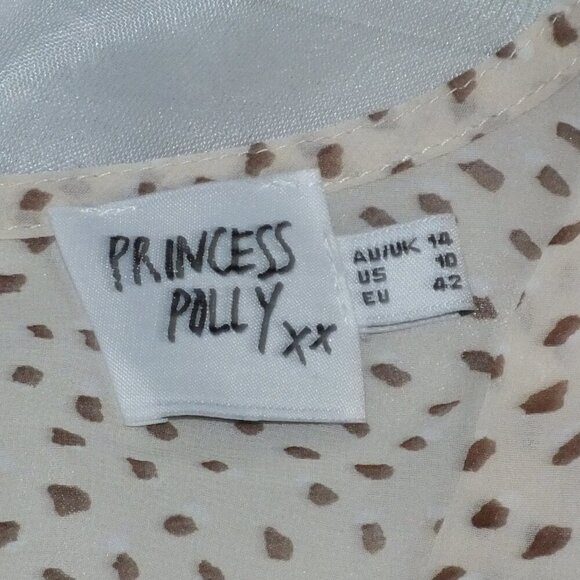 PRINCESS
POLLY
xx
AU/UK 14
US 10
EU 42